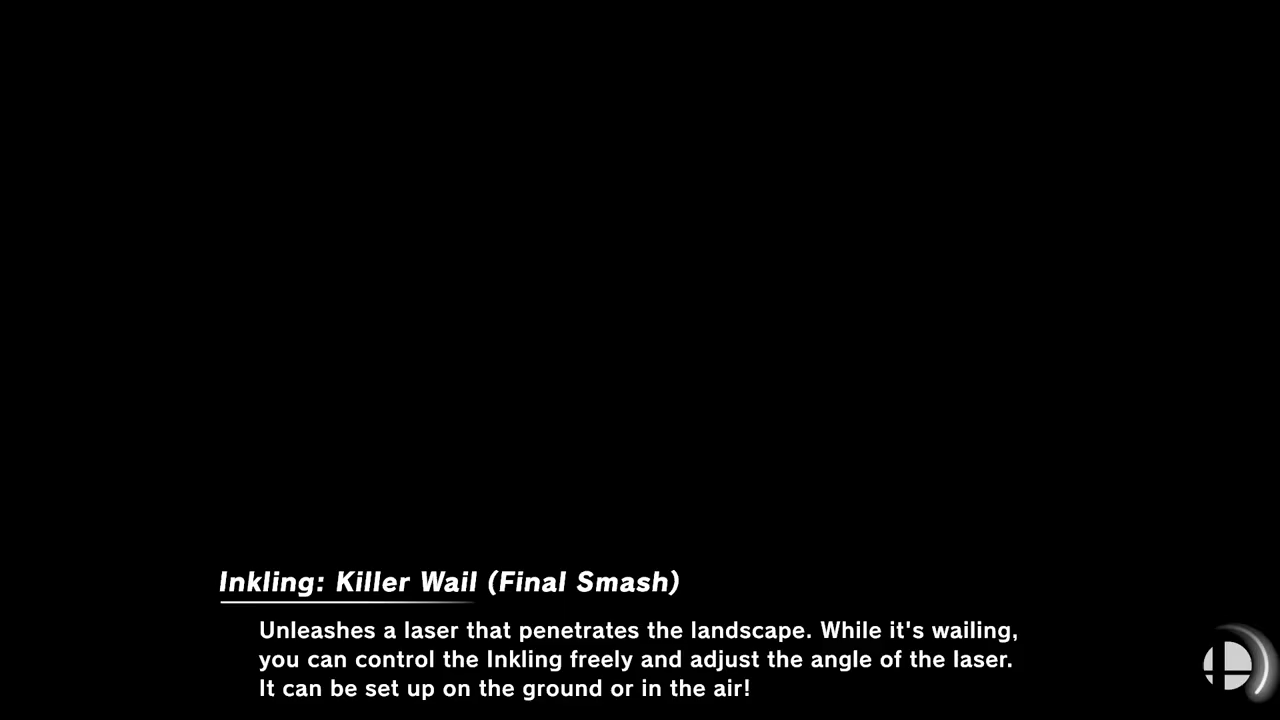 Inkling: Killer Wail (Final Smash)
Unleashes a laser that penetrates the landscape. While it's wailing,
you can control the Inkling freely and adjust the angle of the laser.
It can be set up on the ground or in the air!